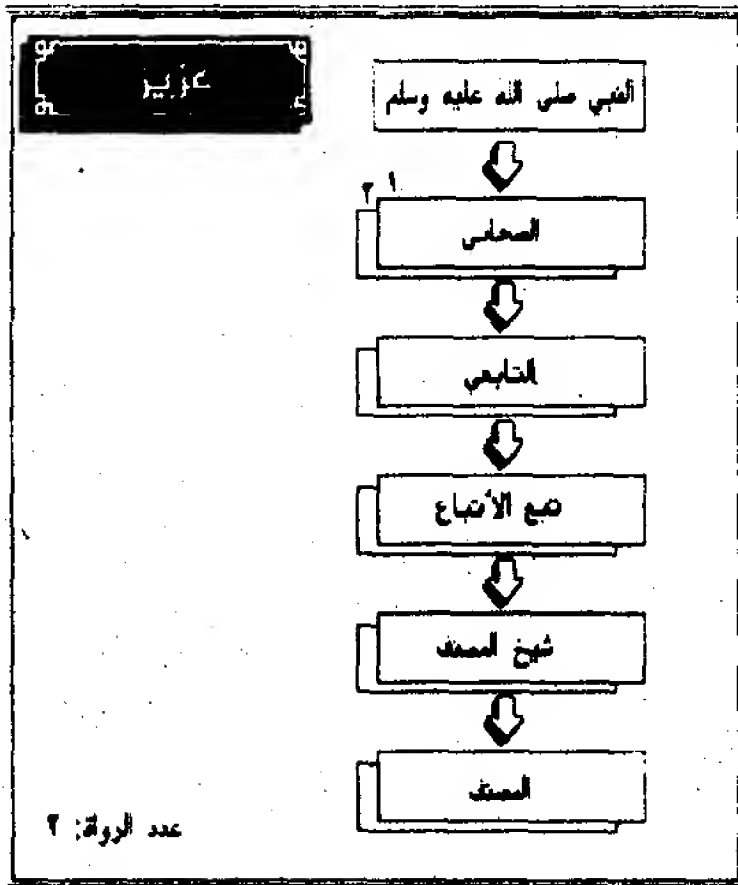 عزيز
النبي صلى الله عليه وسلم
١ ٢
الصحابي
التابعي
تبع الأتباع
شيخ المصنف
المصنف
عدد الرواة: ٢